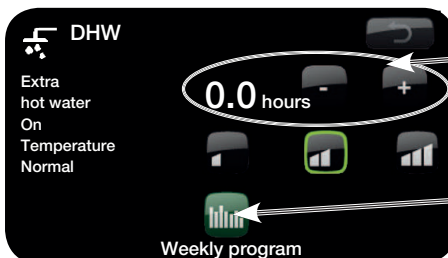 DHW
Extra
hot water
On
Temperature
Normal
0.0 hours
-
+
Weekly program